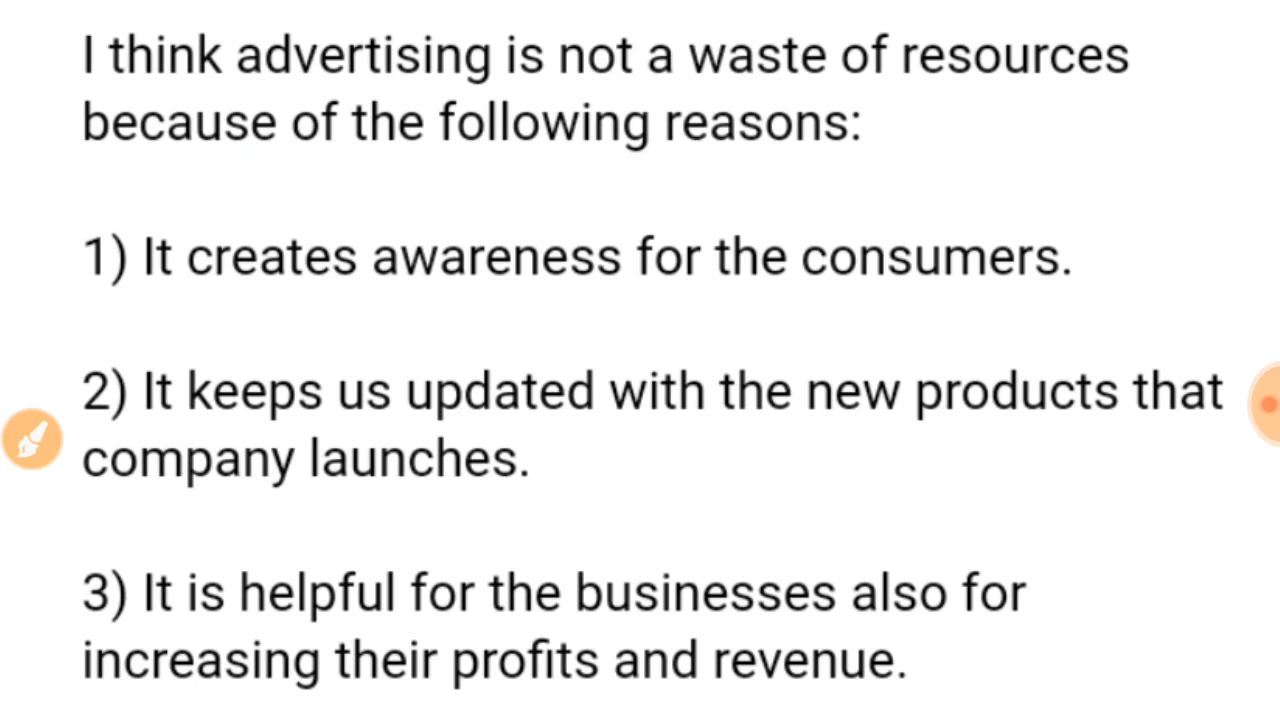 I think advertising is not a waste of resources
because of the following reasons:
1) It creates awareness for the consumers.
2) It keeps us updated with the new products that
company launches.
3) It is helpful for the businesses also for
increasing their profits and revenue.